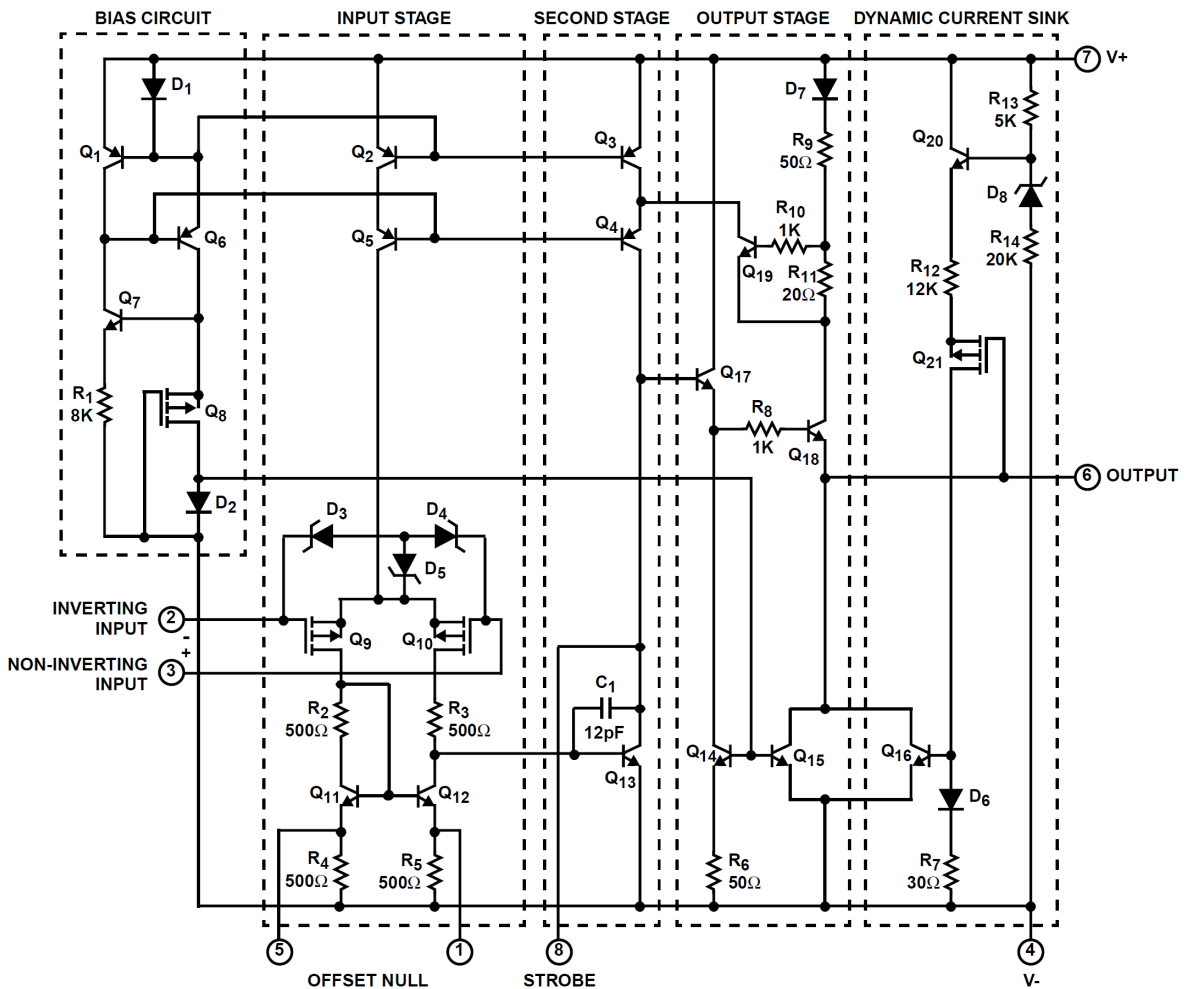 BIAS CIRCUIT
INPUT STAGE
SECOND STAGE
OUTPUT STAGE
DYNAMIC CURRENT SINK
7
V+
D1
D7
R13
5K
Q1
Q2
Q3
R9
50Ω
Q20
D8
Q6
Q5
Q4
R10
1K
Q19
R11
20Ω
R14
20K
R12
12K
Q7
Q21
Q17
R1
8K
Q8
R8
1K
Q18
6
OUTPUT
D2
D3
D4
D5
INVERTING
INPUT
2
-
+
NON-INVERTING
INPUT
3
Q9
Q10
R2
500Ω
R3
500Ω
C1
12pF
Q13
Q14
Q15
Q16
Q11
Q12
D6
R4
500Ω
R5
500Ω
R6
50Ω
R7
30Ω
5
1
8
4
OFFSET NULL
STROBE
V-